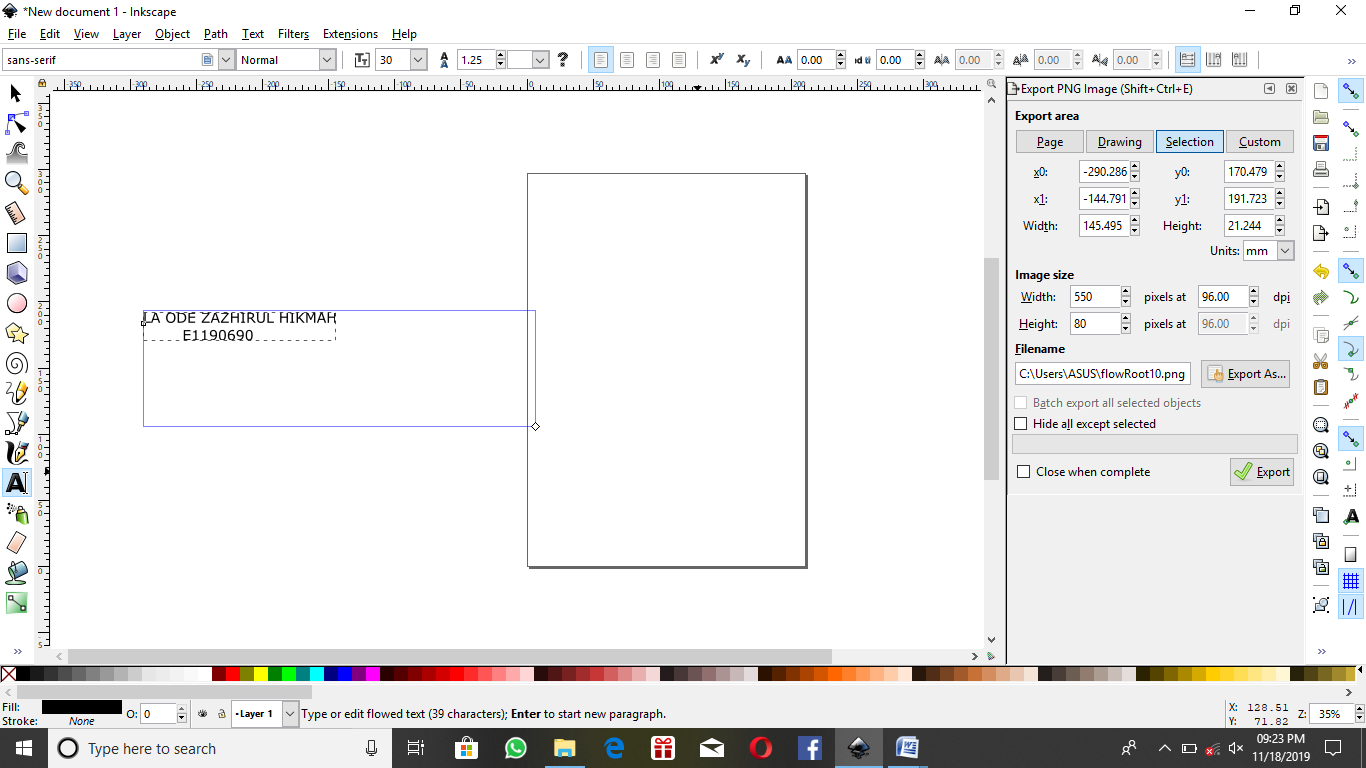 *New document 1 - Inkscape
File Edit View Layer Object Path Text Filters Extensions Help
sans-serif Normal 30 1.25 0.00 0.00 0.00 0.00 0.00
Export PNG Image (Shift+Ctrl+E)
Export area
Page Drawing Selection Custom
x0: -290.286 y0: 170.479
x1: -144.791 y1: 191.723
Width: 145.495 Height: 21.244
Units: mm
Image size
Width: 550 pixels at 96.00 dpi
Height: 80 pixels at 96.00 dpi
Filename
C:\Users\ASUS\flowRoot10.png Export As...
Batch export all selected objects
Hide all except selected
Close when complete Export
LA ODE ZAZHIRUL HIKMAH
E1190690
Fill:
Stroke: None
O: 0
Layer 1
Type or edit flowed text (39 characters); Enter to start new paragraph.
X: 128.51
Y: 71.82
Z: 35%
Type here to search
09:23 PM
11/18/2019